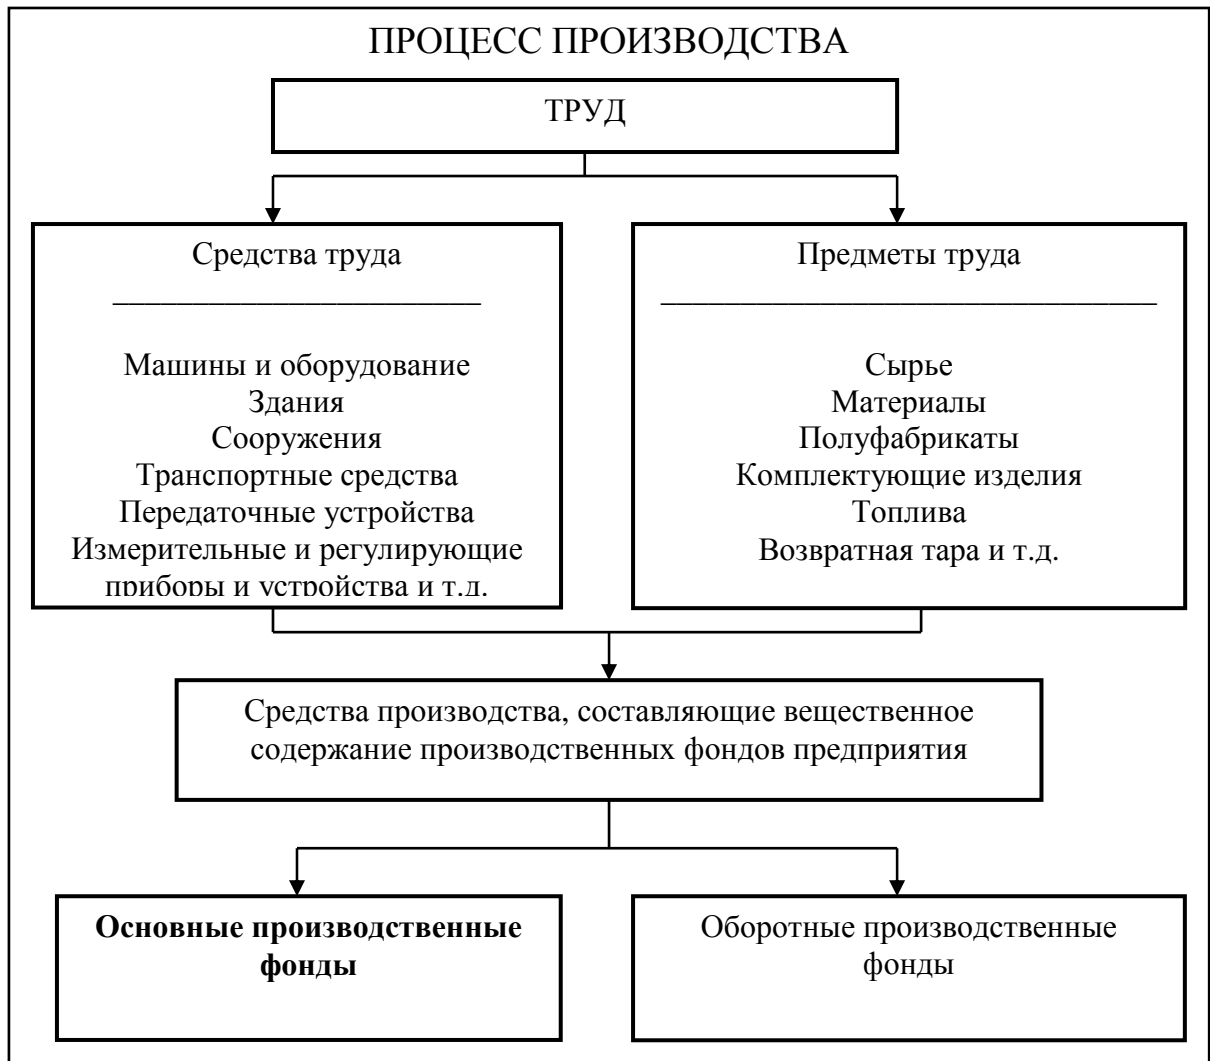 ПРОЦЕСС ПРОИЗВОДСТВА
ТРУД
Средства труда
Машины и оборудование
Здания
Сооружения
Транспортные средства
Передаточные устройства
Измерительные и регулирующие
приборы и устройства и т.д.
Предметы труда
Сырье
Материалы
Полуфабрикаты
Комплектующие изделия
Топлива
Возвратная тара и т.д.
Средства производства, составляющие вещественное
содержание производственных фондов предприятия
Основные производственные
фонды
Оборотные производственные
фонды